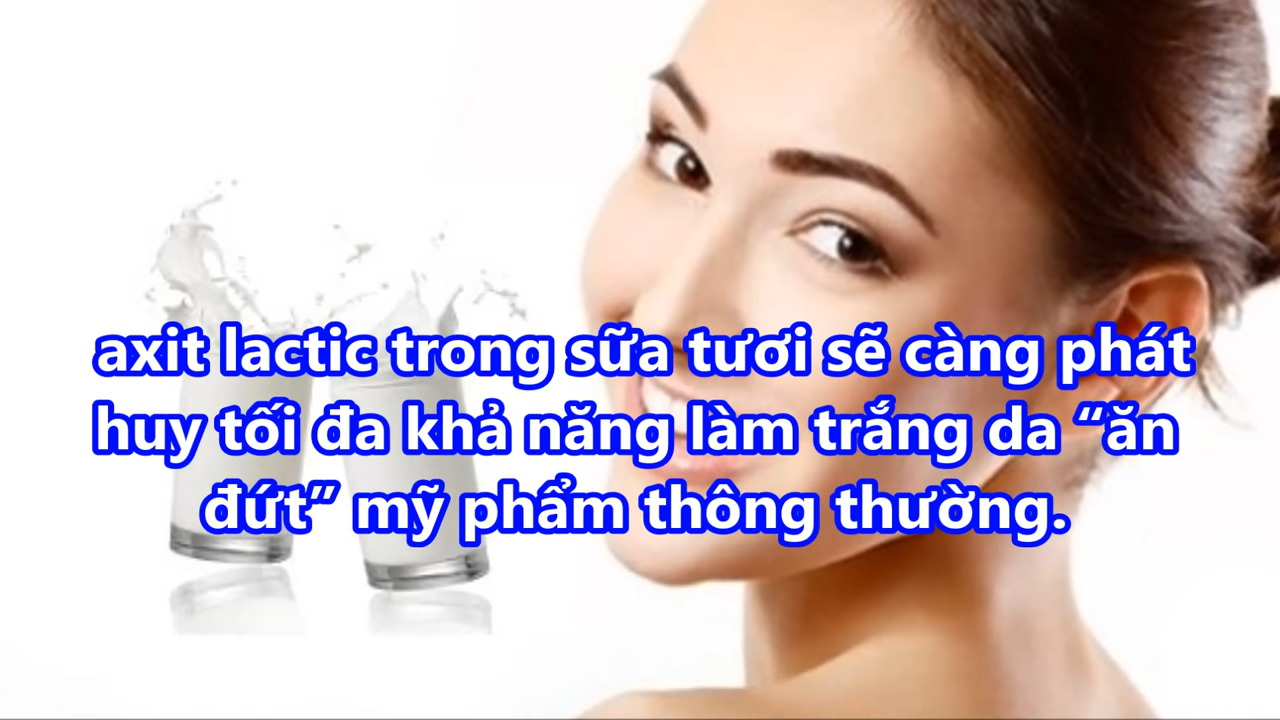 axit lactic trong sữa tươi sẽ càng phát
huy tối đa khả năng làm trắng da “ăn
đứt” mỹ phẩm thông thường.